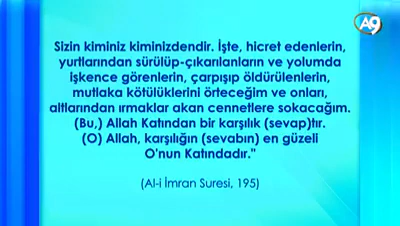 A9
Sizin kiminiz kiminizdendir. İşte, hicret edenlerin,
yurtlarından sürülüp-çıkarılanların ve yolumda
işkence görenlerin, çarpışıp öldürülenlerin,
mutlaka kötülüklerini örteceğim ve onları,
altlarından ırmaklar akan cennetlere sokacağım.
(Bu,) Allah Katından bir karşılık (sevap)tır.
(O) Allah, karşılığın (sevabın) en güzeli
O'nun Katındadır."
(Al-i İmran Suresi, 195)